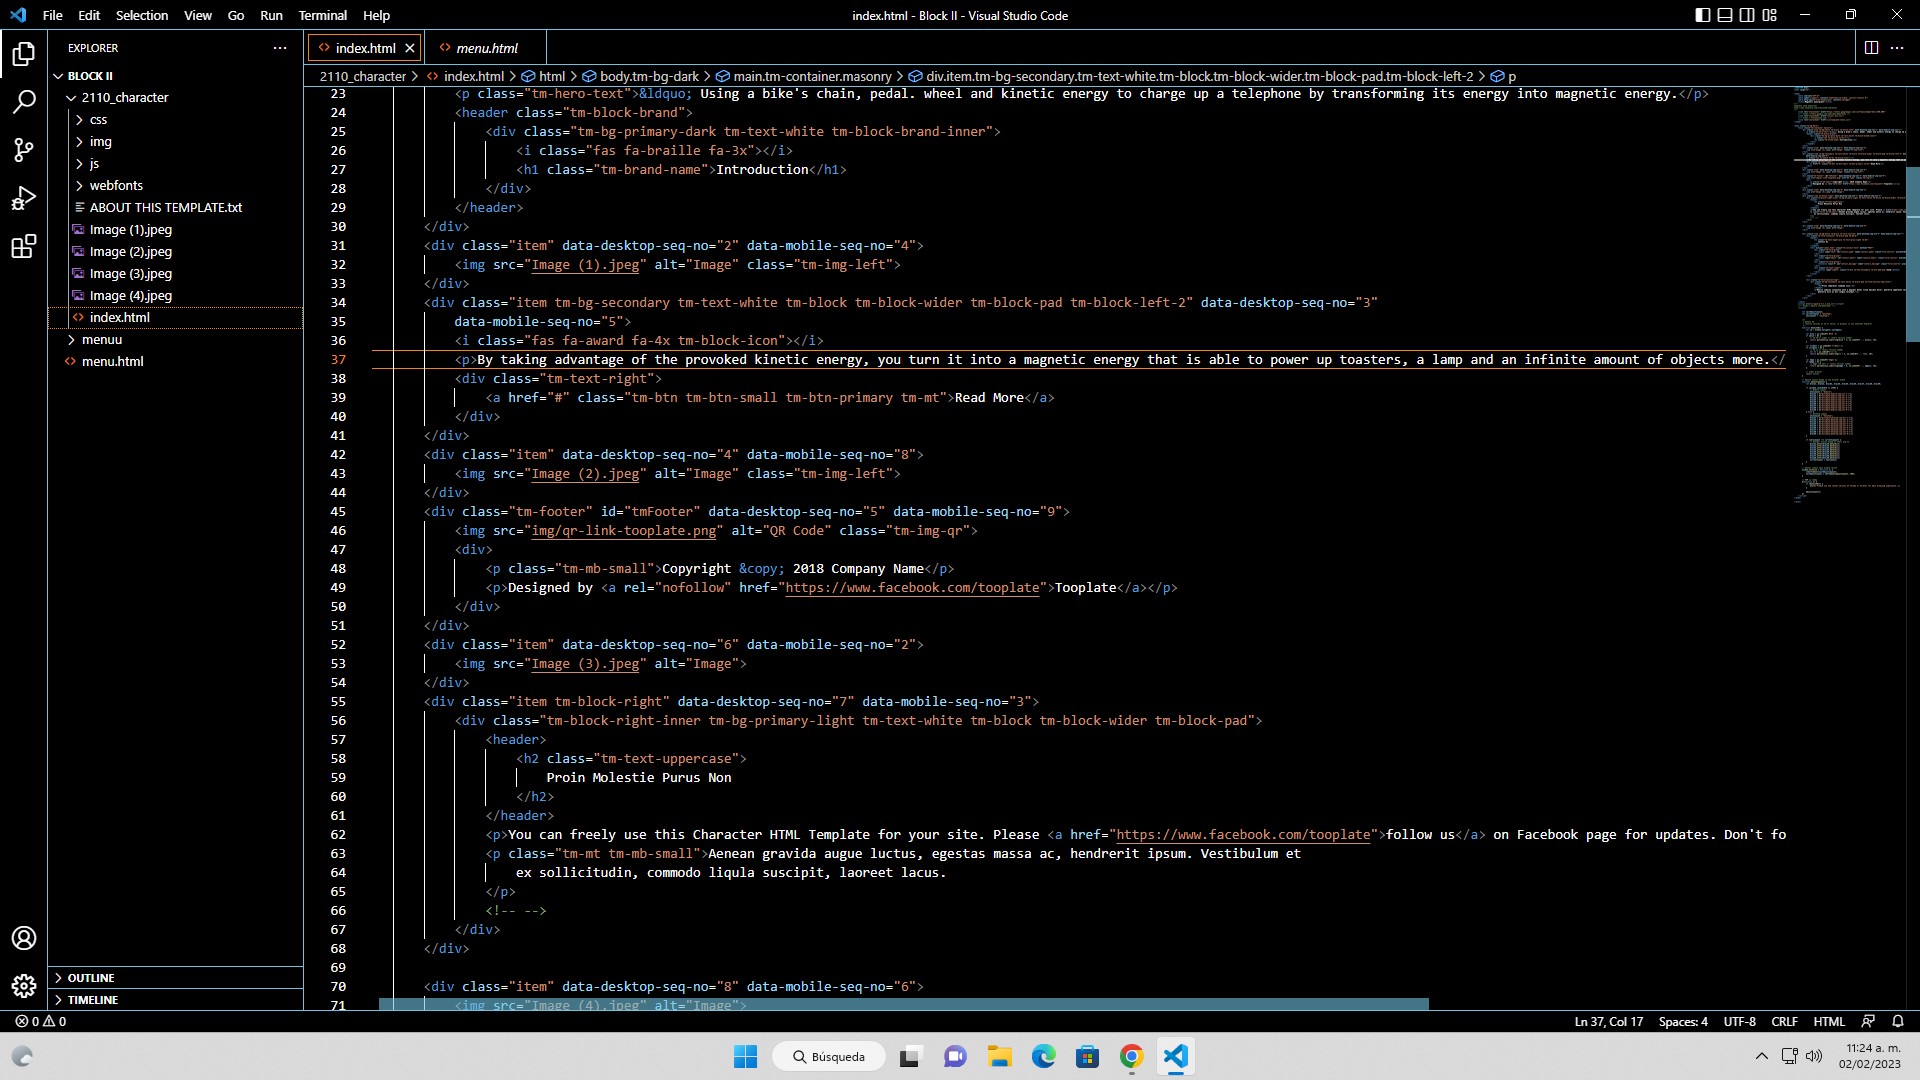 File Edit Selection View Go Run Terminal Help
index.html - Block II - Visual Studio Code
EXPLORER
BLOCK II
2110_character
css
img
js
webfonts
ABOUT THIS TEMPLATE.txt
Image (1).jpeg
Image (2).jpeg
Image (3).jpeg
Image (4).jpeg
index.html
menuu
menu.html
OUTLINE
TIMELINE
index.html
menu.html
2110_character > index.html > html > body.tm-bg-dark > main.tm-container.masonry > div.item.tm-bg-secondary.tm-text-white.tm-block.tm-block-wider.tm-block-pad.tm-block-left-2 > p
23 <p class="tm-hero-text">&ldquo; Using a bike's chain, pedal. wheel and kinetic energy to charge up a telephone by transforming its energy into magnetic energy.</p>
24 <header class="tm-block-brand">
25 <div class="tm-bg-primary-dark tm-text-white tm-block-brand-inner">
26 <i class="fas fa-braille fa-3x"></i>
27 <h1 class="tm-brand-name">Introduction</h1>
28 </div>
29 </header>
30 </div>
31 <div class="item" data-desktop-seq-no="2" data-mobile-seq-no="4">
32 <img src="Image (1).jpeg" alt="Image" class="tm-img-left">
33 </div>
34 <div class="item tm-bg-secondary tm-text-white tm-block tm-block-wider tm-block-pad tm-block-left-2" data-desktop-seq-no="3"
35 data-mobile-seq-no="5">
36 <i class="fas fa-award fa-4x tm-block-icon"></i>
37 <p>By taking advantage of the provoked kinetic energy, you turn it into a magnetic energy that is able to power up toasters, a lamp and an infinite amount of objects more.</
38 <div class="tm-text-right">
39 <a href="#" class="tm-btn tm-btn-small tm-btn-primary tm-mt">Read More</a>
40 </div>
41 </div>
42 <div class="item" data-desktop-seq-no="4" data-mobile-seq-no="8">
43 <img src="Image (2).jpeg" alt="Image" class="tm-img-left">
44 </div>
45 <div class="tm-footer" id="tmFooter" data-desktop-seq-no="5" data-mobile-seq-no="9">
46 <img src="img/qr-link-tooplate.png" alt="QR Code" class="tm-img-qr">
47 <div>
48 <p class="tm-mb-small">Copyright &copy; 2018 Company Name</p>
49 <p>Designed by <a rel="nofollow" href="https://www.facebook.com/tooplate">Tooplate</a></p>
50 </div>
51 </div>
52 <div class="item" data-desktop-seq-no="6" data-mobile-seq-no="2">
53 <img src="Image (3).jpeg" alt="Image">
54 </div>
55 <div class="item tm-block-right" data-desktop-seq-no="7" data-mobile-seq-no="3">
56 <div class="tm-block-right-inner tm-bg-primary-light tm-text-white tm-block tm-block-wider tm-block-pad">
57 <header>
58 <h2 class="tm-text-uppercase">
59 Proin Molestie Purus Non
60 </h2>
61 </header>
62 <p>You can freely use this Character HTML Template for your site. Please <a href="https://www.facebook.com/tooplate">follow us</a> on Facebook page for updates. Don't fo
63 <p class="tm-mt tm-mb-small">Aenean gravida augue luctus, egestas massa ac, hendrerit ipsum. Vestibulum et
64 ex sollicitudin, commodo liqula suscipit, laoreet lacus.
65 </p>
66 <!-- -->
67 </div>
68 </div>
69
70 <div class="item" data-desktop-seq-no="8" data-mobile-seq-no="6">
71 <img src="Image (4).jpeg" alt="Image">
0 0
Ln 37, Col 17 Spaces: 4 UTF-8 CRLF HTML
Búsqueda
11:24 a. m.
02/02/2023